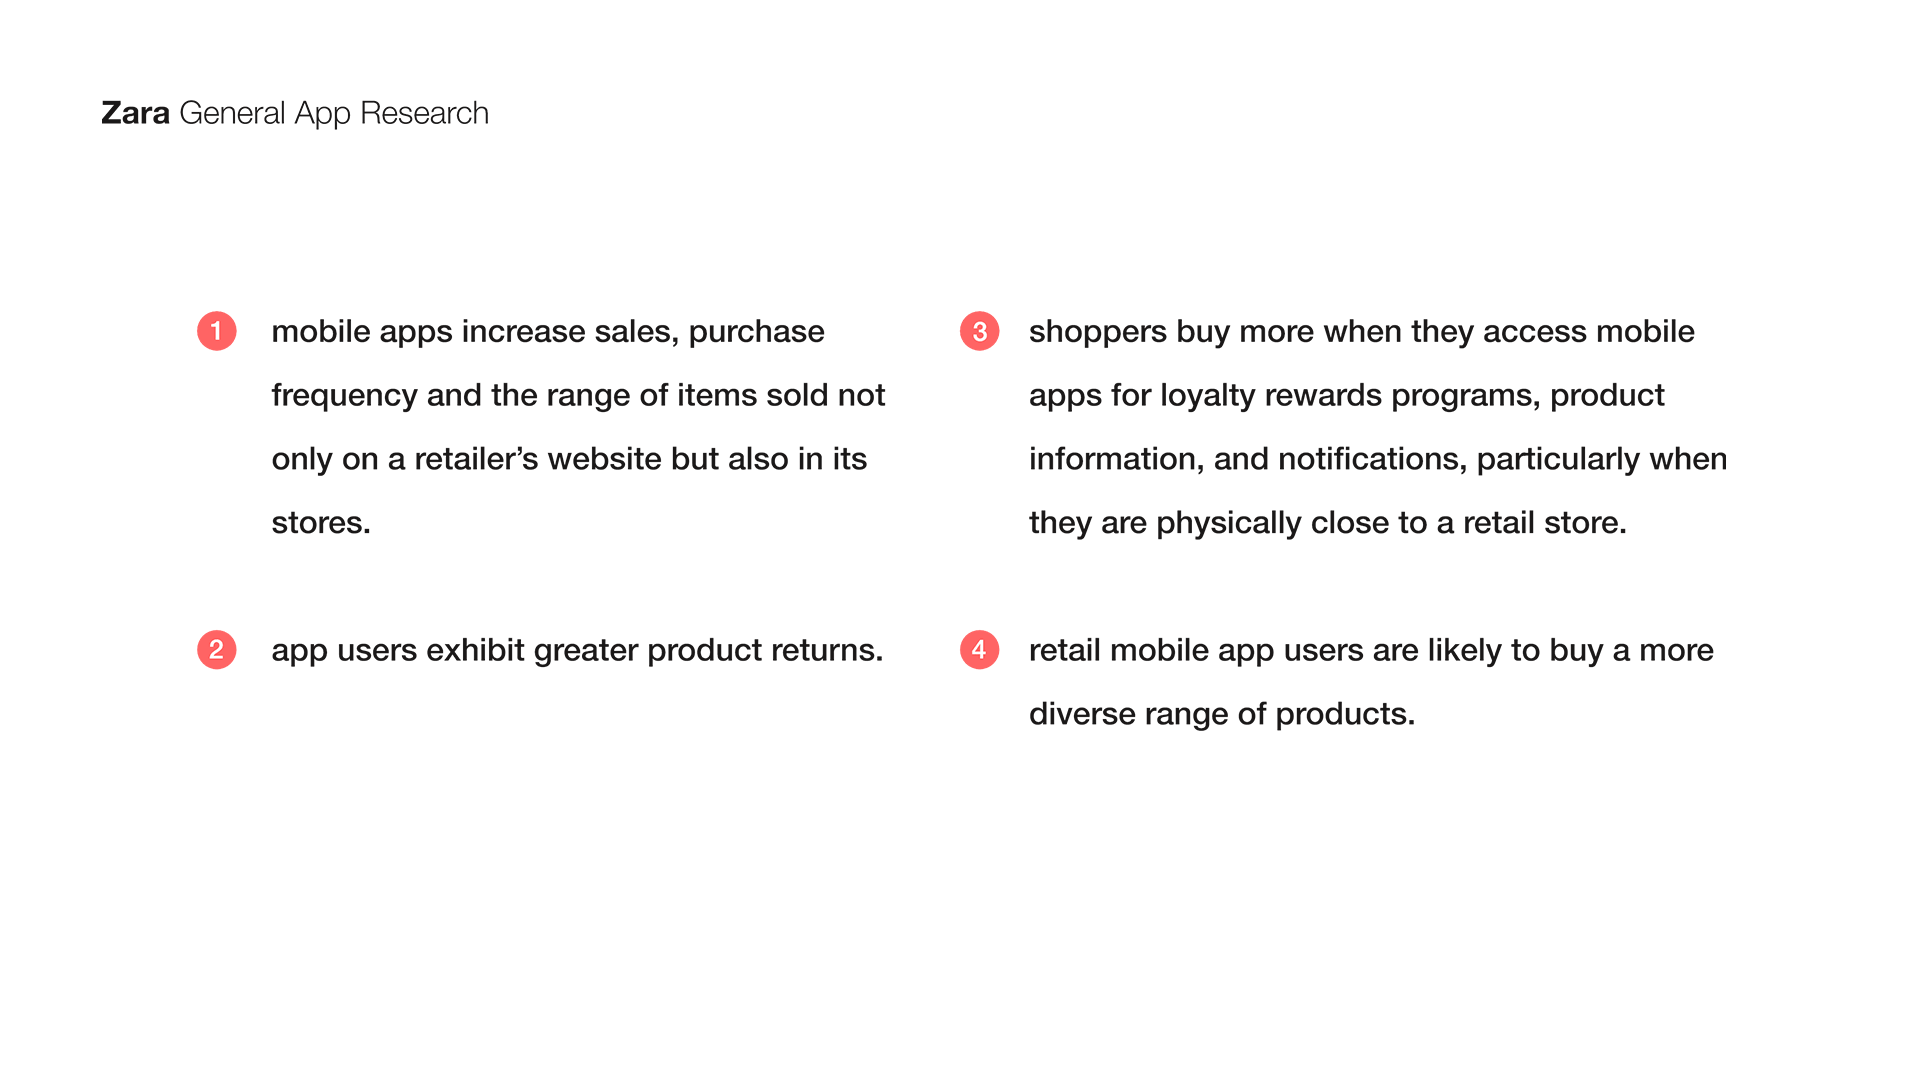 Zara General App Research
1
mobile apps increase sales, purchase
frequency and the range of items sold not
only on a retailer’s website but also in its
stores.
2
app users exhibit greater product returns.
3
shoppers buy more when they access mobile
apps for loyalty rewards programs, product
information, and notifications, particularly when
they are physically close to a retail store.
4
retail mobile app users are likely to buy a more
diverse range of products.